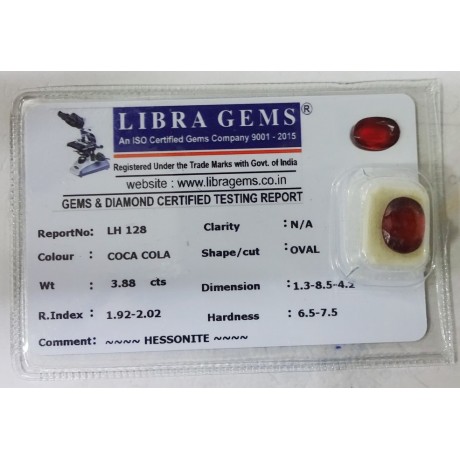 LIBRA GEMS®
An ISO Certified Gems Company 9001 - 2015
Registered Under the Trade Marks with Govt. of India
website : www.libragems.co.in
GEMS & DIAMOND CERTIFIED TESTING REPORT
ReportNo: LH 128 Clarity : N/A
Colour : COCA COLA Shape/cut : OVAL
Wt : 3.88 cts Dimension : 1.3-8.5-4.2
R.Index : 1.92-2.02 Hardness : 6.5-7.5
Comment: ~~~~ HESSONITE ~~~~